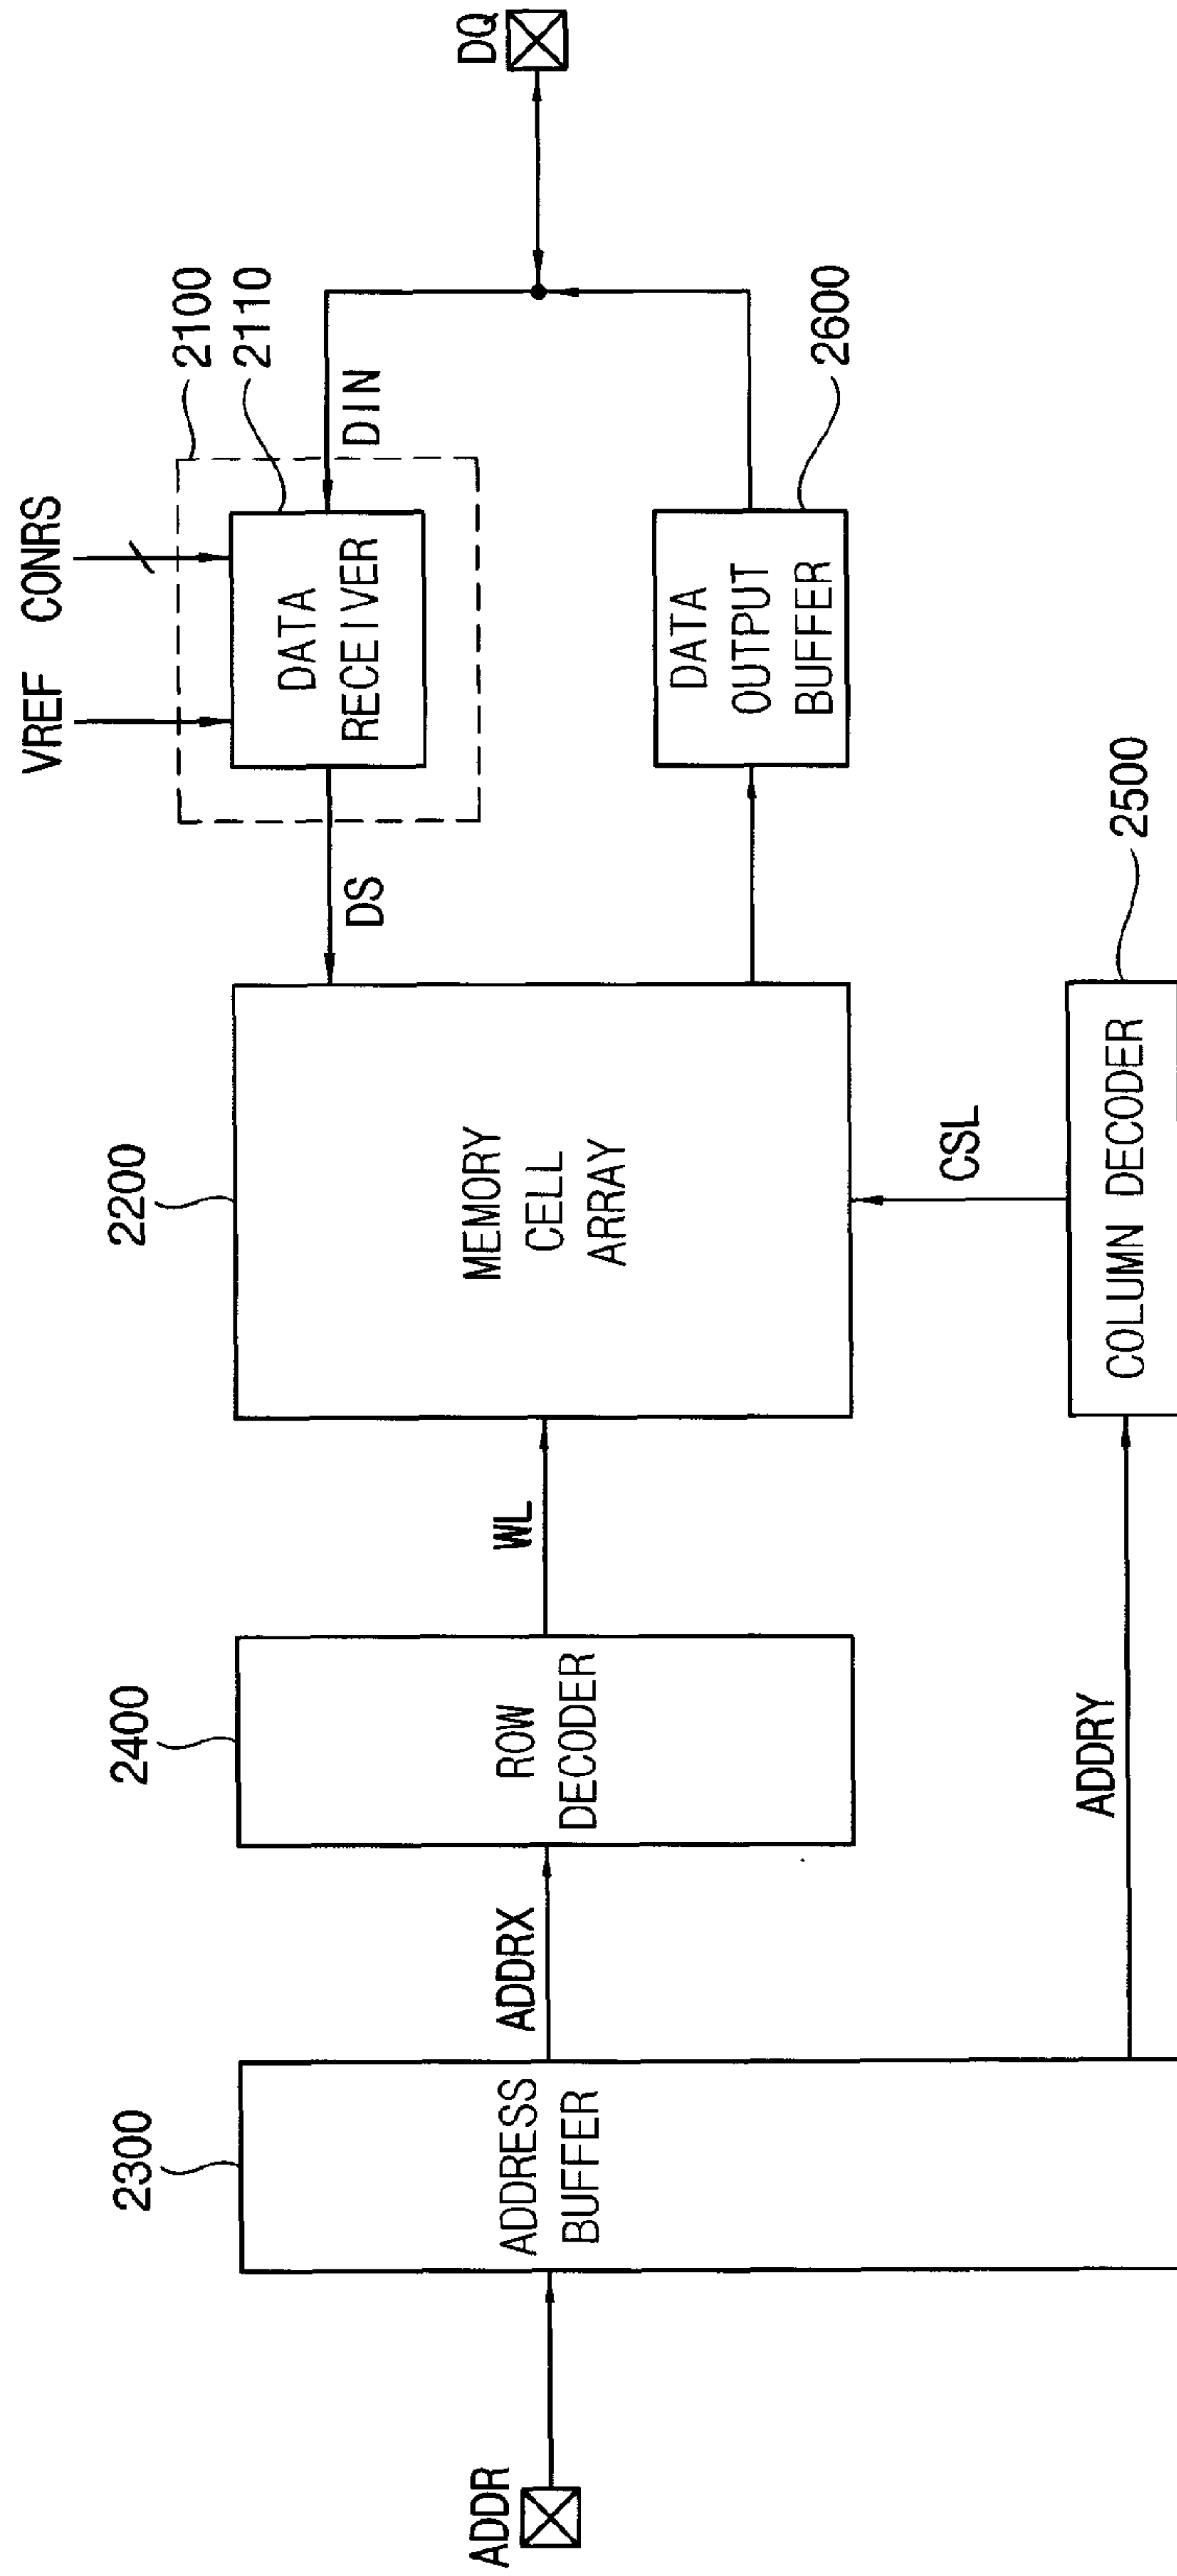 ADDR
2300
ADDRESS
BUFFER
ADDRX
ADDRY
2400
ROW
DECODER
WL
2200
MEMORY
CELL
ARRAY
CSL
COLUMN DECODER
2500
DS
VREF
CONRS
2100
2110
DATA
RECEIVER
DIN
DATA
OUTPUT
BUFFER
2600
DQ